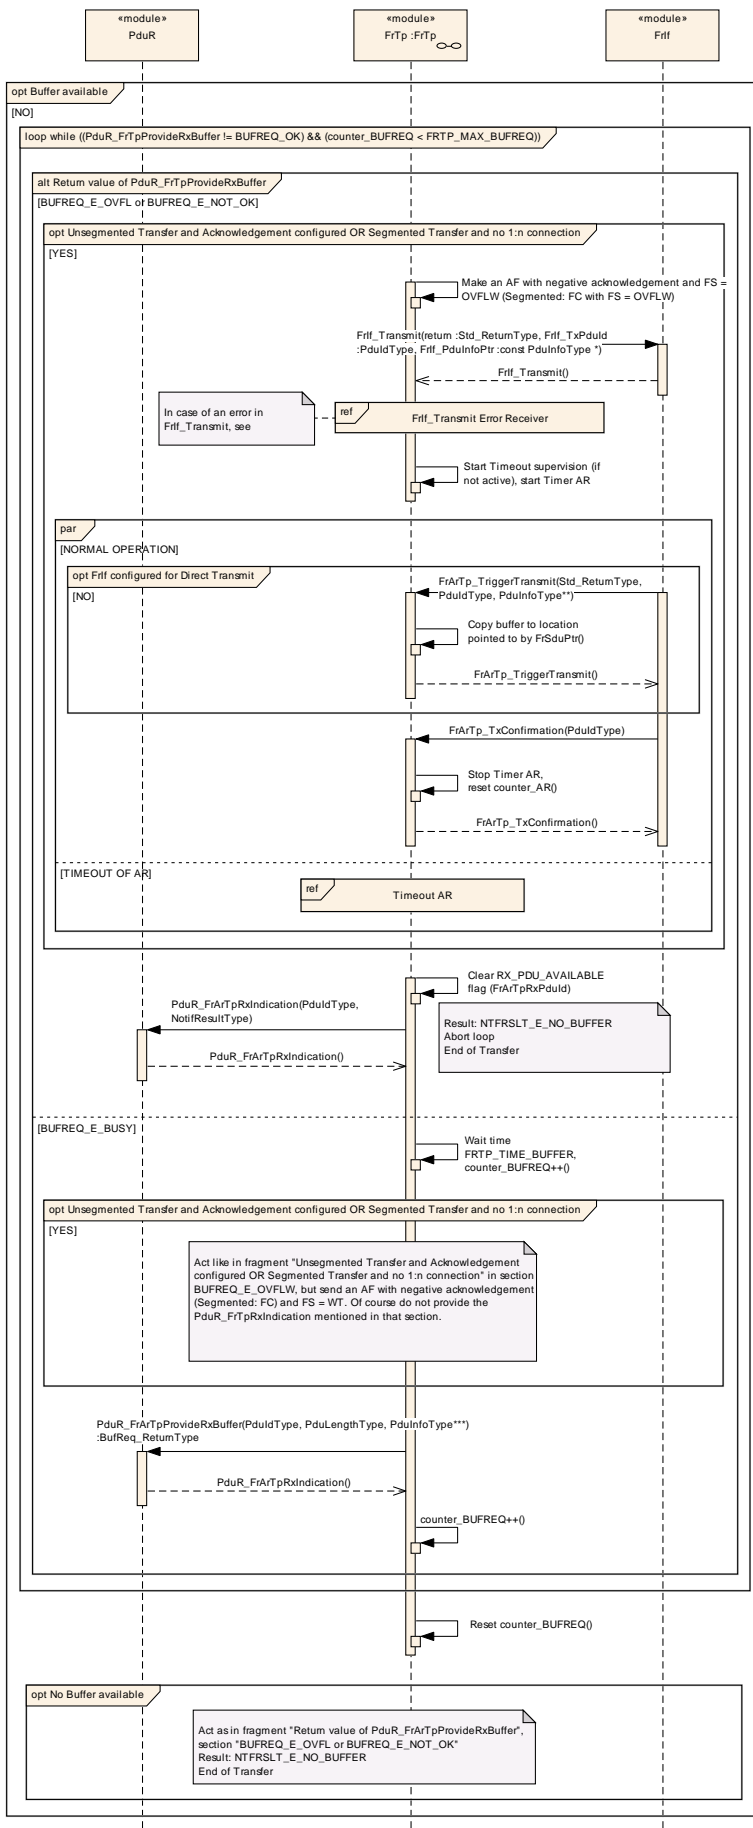 «module»
PduR
«module»
FrTp :FrTp
«module»
FrIf
opt Buffer available
[NO]
loop while ((PduR_FrTpProvideRxBuffer != BUFREQ_OK) && (counter_BUFREQ < FRTP_MAX_BUFREQ))
alt Return value of PduR_FrTpProvideRxBuffer
[BUFREQ_E_OVFL or BUFREQ_E_NOT_OK]
opt Unsegmented Transfer and Acknowledgement configured OR Segmented Transfer and no 1:n connection
[YES]
Make an AF with negative acknowledgement and FS =
OVFLW (Segmented: FC with FS = OVFLW)
FrIf_Transmit(return :Std_ReturnType, FrIf_TxPduId
:PduIdType, FrIf_PduInfoPtr :const PduInfoType *)
FrIf_Transmit()
In case of an error in
FrIf_Transmit, see
ref
FrIf_Transmit Error Receiver
Start Timeout supervision (if
not active), start Timer AR
par
[NORMAL OPERATION]
opt FrIf configured for Direct Transmit
[NO]
FrArTp_TriggerTransmit(Std_ReturnType,
PduIdType, PduInfoType**)
Copy buffer to location
pointed to by FrSduPtr()
FrArTp_TriggerTransmit()
FrArTp_TxConfirmation(PduIdType)
Stop Timer AR,
reset counter_AR()
FrArTp_TxConfirmation()
[TIMEOUT OF AR]
ref
Timeout AR
Clear RX_PDU_AVAILABLE
flag (FrArTpRxPduId)
PduR_FrArTpRxIndication(PduIdType,
NotifResultType)
Result: NTFRSLT_E_NO_BUFFER
Abort loop
End of Transfer
PduR_FrArTpRxIndication()
[BUFREQ_E_BUSY]
Wait time
FRTP_TIME_BUFFER,
counter_BUFREQ++()
opt Unsegmented Transfer and Acknowledgement configured OR Segmented Transfer and no 1:n connection
[YES]
Act like in fragment "Unsegmented Transfer and Acknowledgement
configured OR Segmented Transfer and no 1:n connection" in section
BUFREQ_E_OVFLW, but send an AF with negative acknowledgement
(Segmented: FC) and FS = WT. Of course do not provide the
PduR_FrTpRxIndication mentioned in that section.
PduR_FrArTpProvideRxBuffer(PduIdType, PduLengthType, PduInfoType***)
:BufReq_ReturnType
PduR_FrArTpRxIndication()
counter_BUFREQ++()
Reset counter_BUFREQ()
opt No Buffer available
Act as in fragment "Return value of PduR_FrArTpProvideRxBuffer",
section "BUFREQ_E_OVFL or BUFREQ_E_NOT_OK"
Result: NTFRSLT_E_NO_BUFFER
End of Transfer